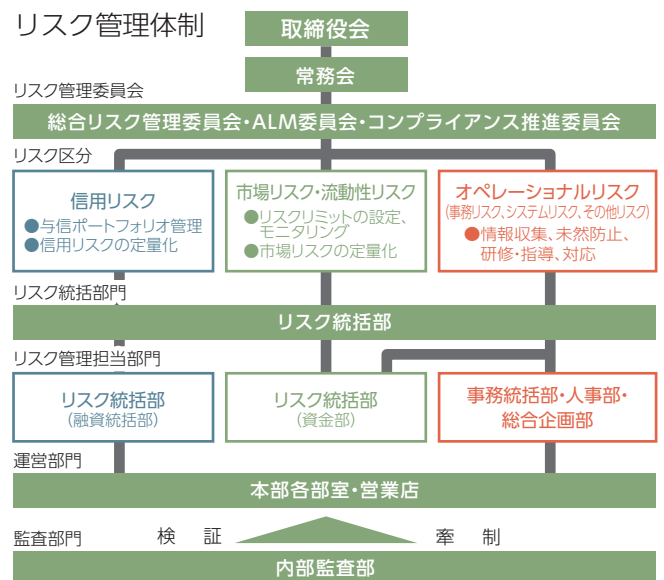 リスク管理体制
取締役会
常務会
リスク管理委員会
総合リスク管理委員会・ALM委員会・コンプライアンス推進委員会
リスク区分
信用リスク
●与信ポートフォリオ管理
●信用リスクの定量化
市場リスク・流動性リスク
●リスクリミットの設定、
モニタリング
●市場リスクの定量化
オペレーショナルリスク
(事務リスク、システムリスク、その他リスク)
●情報収集、未然防止、
研修・指導、対応
リスク統括部門
リスク統括部
リスク管理担当部門
リスク統括部
(融資統括部)
リスク統括部
(資金部)
事務統括部・人事部・
総合企画部
運営部門
本部各部室・営業店
監査部門
検 証
牽 制
内部監査部